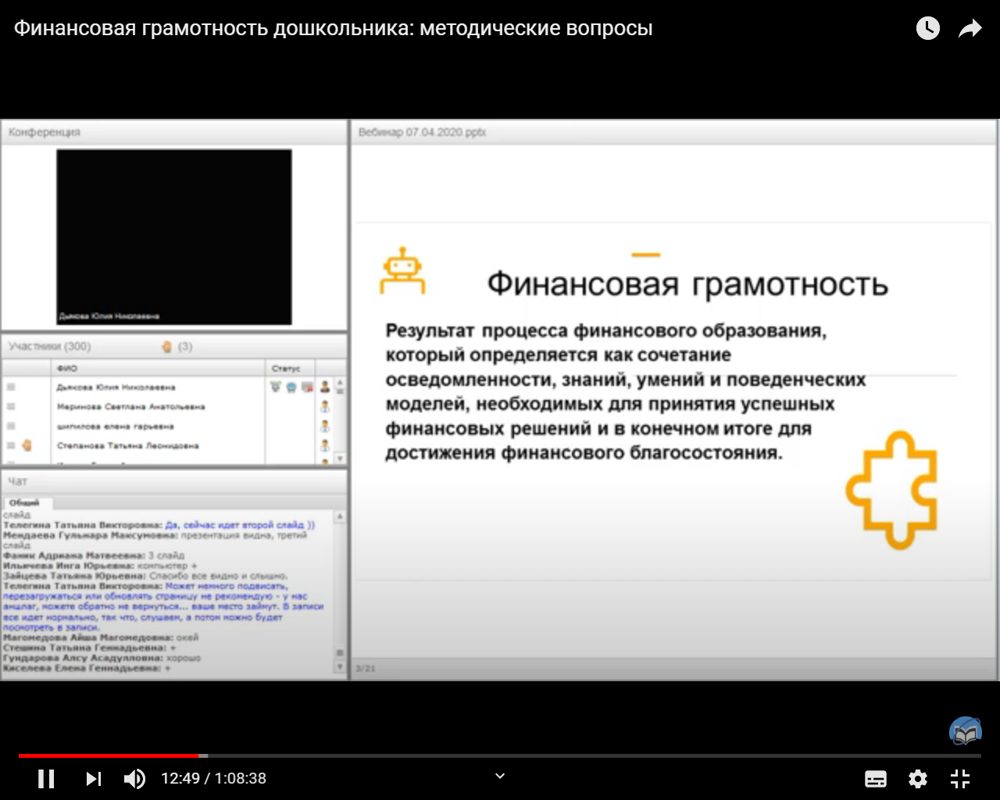 Финансовая грамотность дошкольника: методические вопросы
Конференция
Дьякова Юлия Николаевна
Участники (300) (3)
ФИО Статус
Дьякова Юлия Николаевна
Меринова Светлана Анатольевна
шипилова елена гарьевна
Степанова Татьяна Леонидовна
Чат
Общий
слайд
Телегина Татьяна Викторовна: Да, сейчас идет второй слайд ))
Мендаева Гульнара Максумовна: презентация видна, третий
слайд
Фаник Адриана Матвеевна: 3 слайд
Ильичева Инга Юрьевна: компьютер +
Зайцева Татьяна Юрьевна: Спасибо все видно и слышно.
Телегина Татьяна Викторовна: Может немного подвисать,
перезагружаться или обновлять страницу не рекомендую - у нас
аншлаг, можете обратно не вернуться... ваше место займут. В записи
все идет нормально, так что, слушаем, а потом можно будет
посмотреть в записи.
Магомедова Айша Магомедовна: окей
Стешина Татьяна Геннадьевна: +
Гундарова Алсу Асадулловна: хорошо
Киселева Елена Геннадьевна: +
Вебинар 07.04.2020.pptx
Финансовая грамотность
Результат процесса финансового образования,
который определяется как сочетание
осведомленности, знаний, умений и поведенческих
моделей, необходимых для принятия успешных
финансовых решений и в конечном итоге для
достижения финансового благосостояния.
3/21
12:49 / 1:08:38